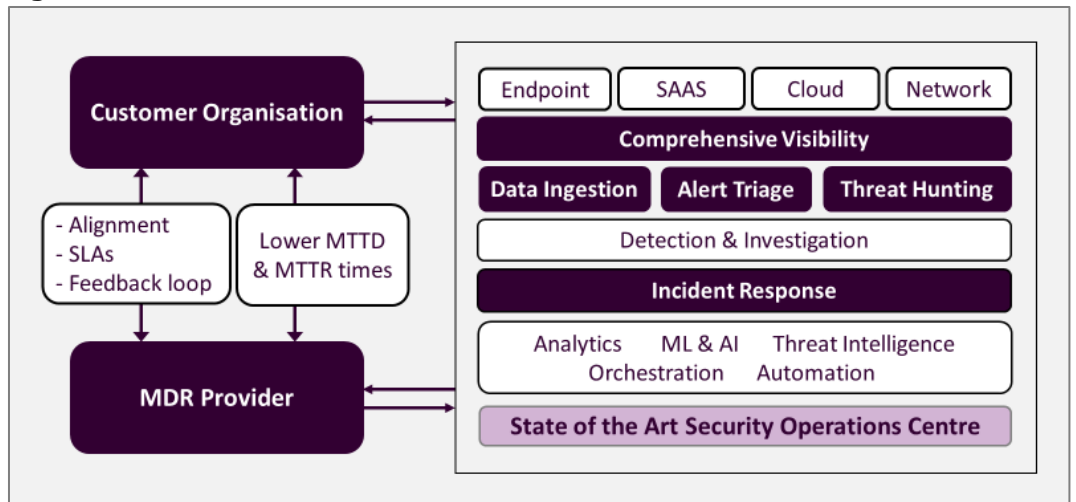 Customer Organisation
- Alignment
- SLAs
- Feedback loop
Lower MTTD
& MTTR times
MDR Provider
Endpoint
SAAS
Cloud
Network
Comprehensive Visibility
Data Ingestion
Alert Triage
Threat Hunting
Detection & Investigation
Incident Response
Analytics ML & AI Threat Intelligence
Orchestration Automation
State of the Art Security Operations Centre